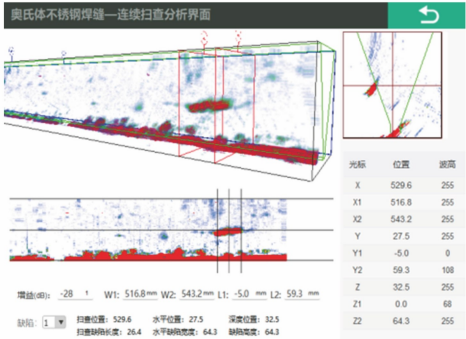 奥氏体不锈钢焊缝—连续扫查分析界面
光标 位置 波高
X 529.6 255
X1 516.8 255
X2 543.2 255
Y 27.5 255
Y1 -5.0 0
Y2 59.3 108
Z 32.5 255
Z1 0.0 68
Z2 64.3 255
增益(dB): -28 W1: 516.8 mm W2: 543.2 mm L1: -5.0 mm L2: 59.3 mm
缺陷: 1 扫查位置: 529.6 水平位置: 27.5 深度位置: 32.5
扫查缺陷长度: 26.4 水平缺陷宽度: 64.3 缺陷高度: 64.3